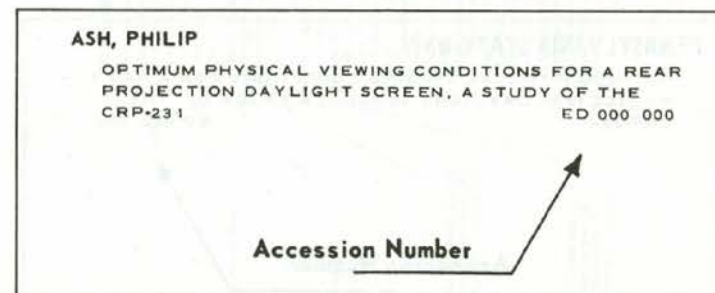 ASH, PHILIP
OPTIMUM PHYSICAL VIEWING CONDITIONS FOR A REAR
PROJECTION DAYLIGHT SCREEN, A STUDY OF THE
CRP-231 ED 000 000
Accession Number